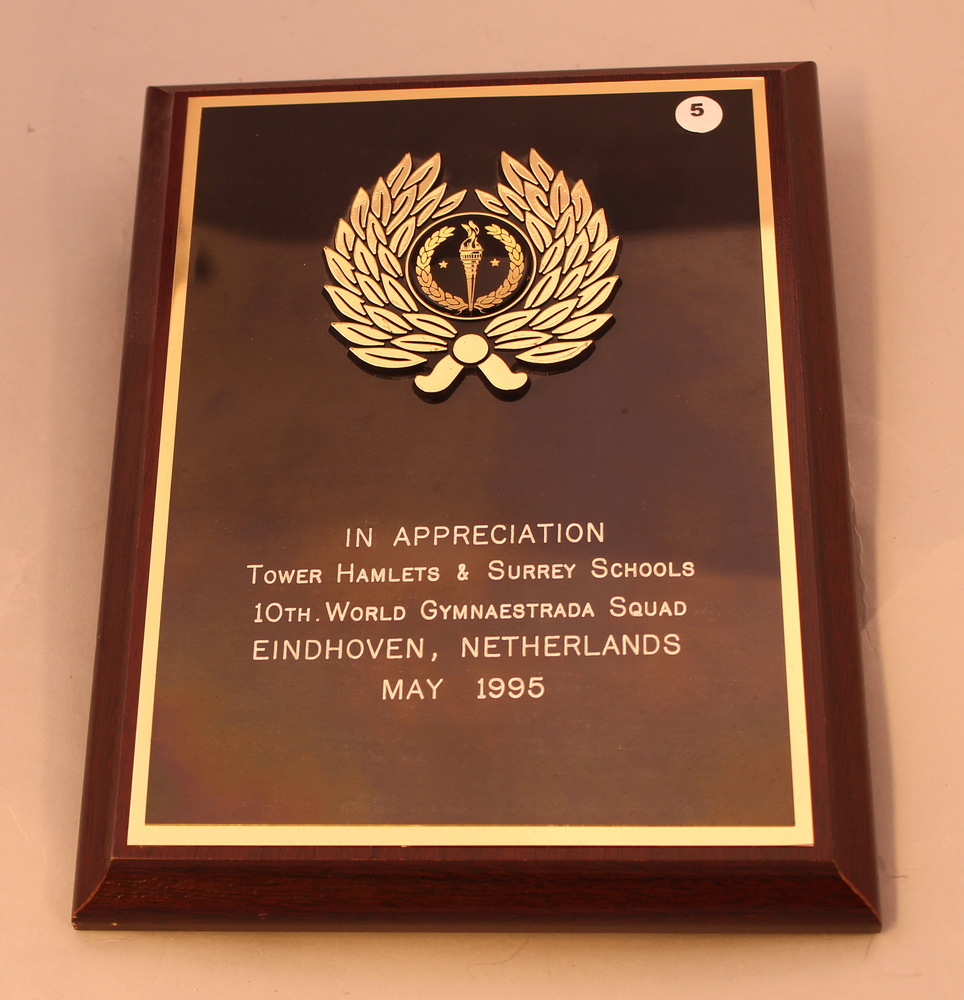 5
IN APPRECIATION
TOWER HAMLETS & SURREY SCHOOLS
10TH. WORLD GYMNAESTRADA SQUAD
EINDHOVEN, NETHERLANDS
MAY 1995